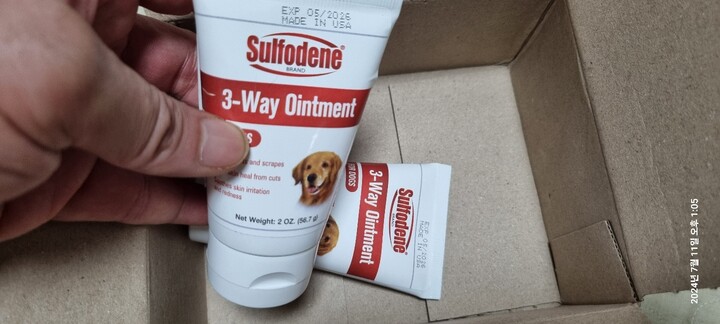 EXP 05/2026
MADE IN USA
Sulfodene®
BRAND
3-Way Ointment
and scrapes
heal from cuts
skin irritation
Net Weight: 2 OZ. (56.7 g)
FOR DOGS
3-Way Ointment
Sulfodene®
EXP 05/2026
MADE IN USA
2024년 7월 11일 오후 1:05